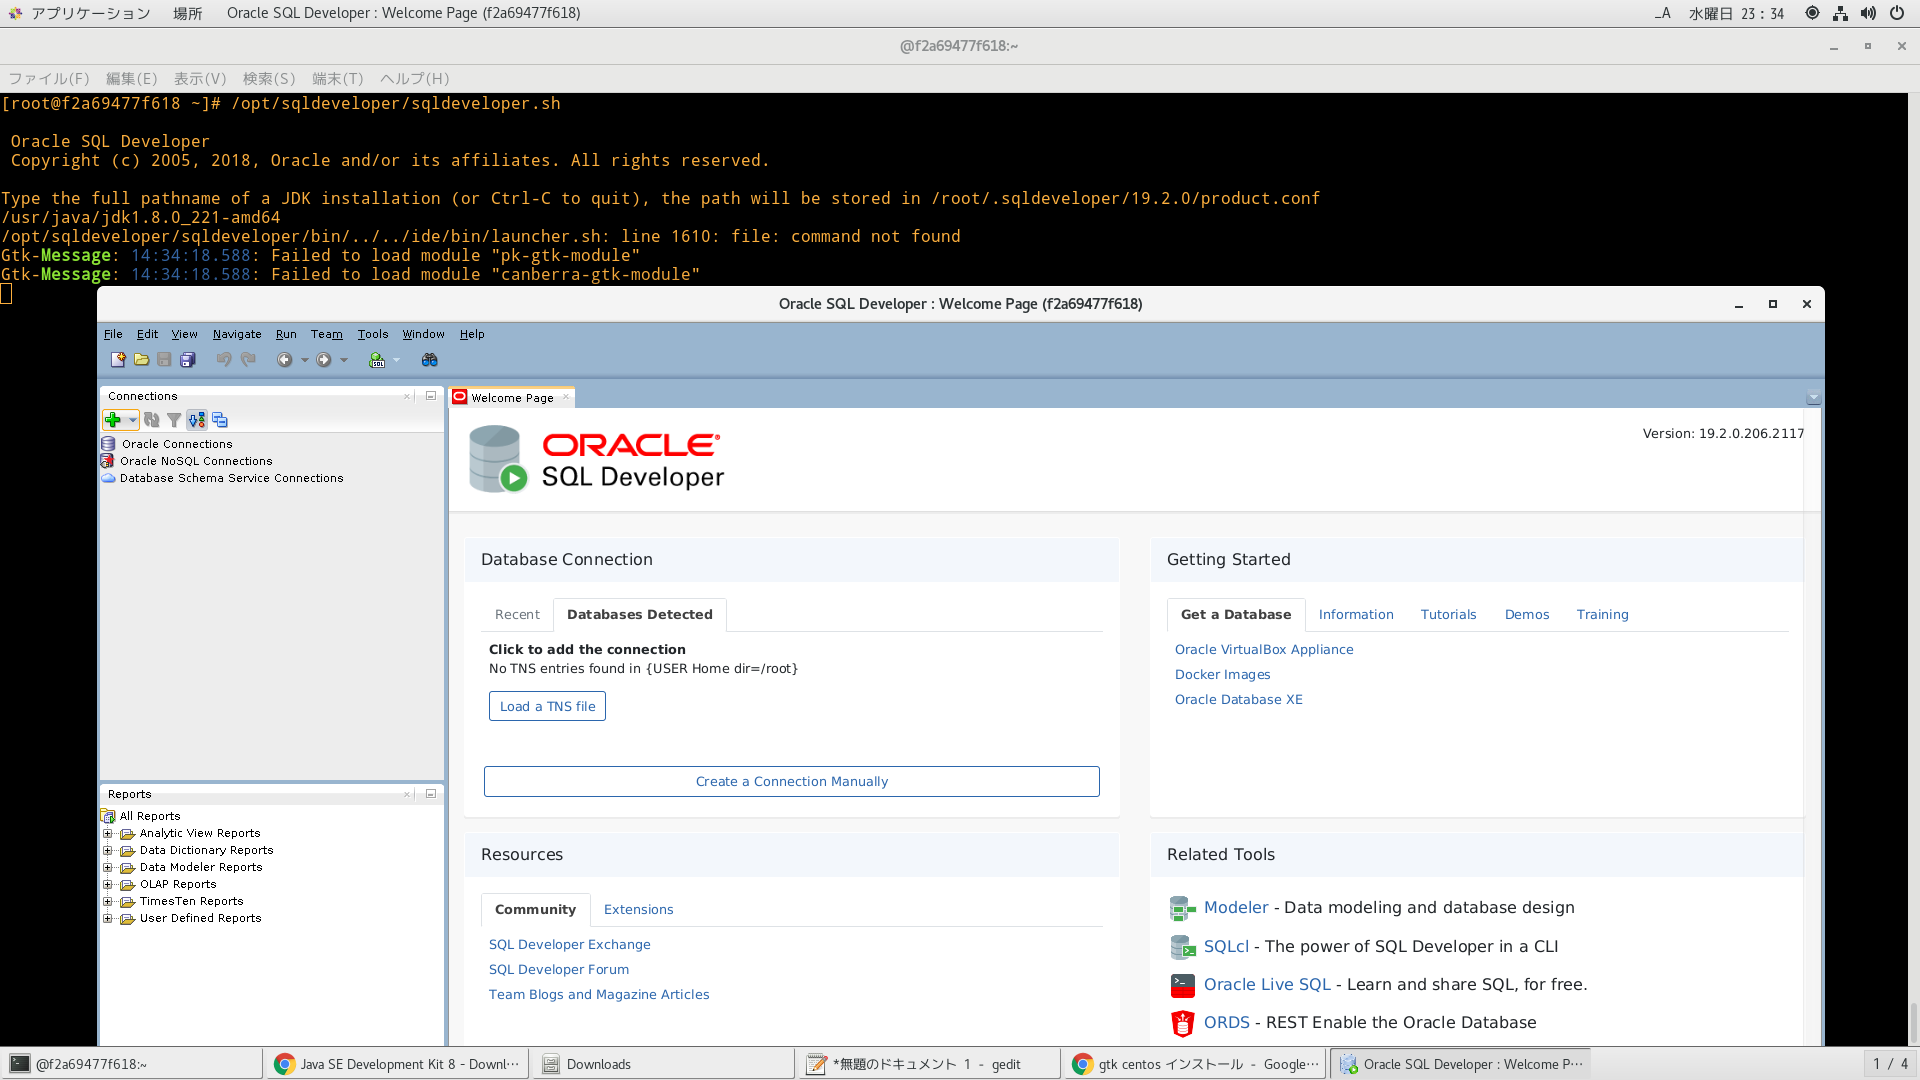 アプリケーション 場所 Oracle SQL Developer : Welcome Page (f2a69477f618) _A 水曜日 23：34
@f2a69477f618:~
ファイル(F) 編集(E) 表示(V) 検索(S) 端末(T) ヘルプ(H)
[root@f2a69477f618 ~]# /opt/sqldeveloper/sqldeveloper.sh
Oracle SQL Developer
Copyright (c) 2005, 2018, Oracle and/or its affiliates. All rights reserved.
Type the full pathname of a JDK installation (or Ctrl-C to quit), the path will be stored in /root/.sqldeveloper/19.2.0/product.conf
/usr/java/jdk1.8.0_221-amd64
/opt/sqldeveloper/sqldeveloper/bin/../../ide/bin/launcher.sh: line 1610: file: command not found
Gtk-Message: 14:34:18.588: Failed to load module "pk-gtk-module"
Gtk-Message: 14:34:18.588: Failed to load module "canberra-gtk-module"
Oracle SQL Developer : Welcome Page (f2a69477f618)
File Edit View Navigate Run Team Tools Window Help
Connections
Oracle Connections
Oracle NoSQL Connections
Database Schema Service Connections
Reports
All Reports
Analytic View Reports
Data Dictionary Reports
Data Modeler Reports
OLAP Reports
TimesTen Reports
User Defined Reports
Welcome Page
ORACLE
SQL Developer
Version: 19.2.0.206.2117
Database Connection
Recent Databases Detected
Click to add the connection
No TNS entries found in {USER Home dir=/root}
Load a TNS file
Create a Connection Manually
Getting Started
Get a Database Information Tutorials Demos Training
Oracle VirtualBox Appliance
Docker Images
Oracle Database XE
Resources
Community Extensions
SQL Developer Exchange
SQL Developer Forum
Team Blogs and Magazine Articles
Related Tools
Modeler - Data modeling and database design
SQLcl - The power of SQL Developer in a CLI
Oracle Live SQL - Learn and share SQL, for free.
ORDS - REST Enable the Oracle Database
@f2a69477f618:~ Java SE Development Kit 8 - Downl… Downloads *無題のドキュメント 1 - gedit gtk centos インストール - Google… Oracle SQL Developer : Welcome P… 1 / 4